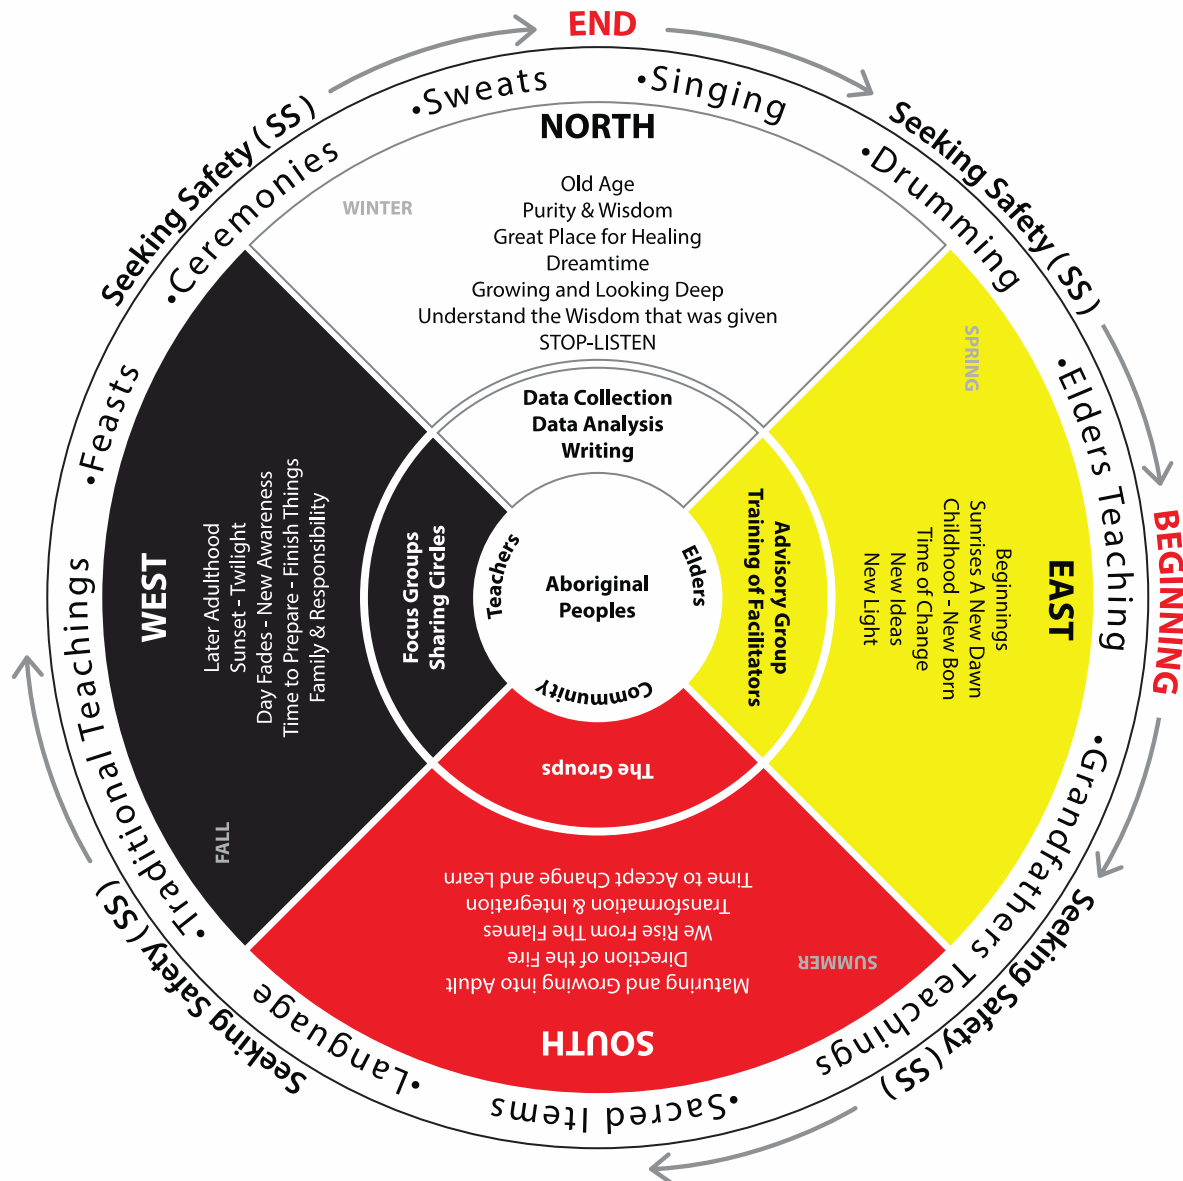 END
Seeking Safety (SS)
BEGINNING
Seeking Safety (SS)
Seeking Safety (SS)
Seeking Safety (SS)
•Singing
•Drumming
•Elders Teaching
•Grandfathers Teachings
•Sacred Items
•Language
•Traditional Teachings
•Feasts
•Ceremonies
•Sweats
NORTH
WINTER
Old Age
Purity & Wisdom
Great Place for Healing
Dreamtime
Growing and Looking Deep
Understand the Wisdom that was given
STOP-LISTEN
Data Collection
Data Analysis
Writing
EAST
SPRING
Beginnings
Sunrises A New Dawn
Childhood - New Born
Time of Change
New Ideas
New Light
Advisory Group
Training of Facilitators
SOUTH
SUMMER
Maturing and Growing into Adult
Direction of the Fire
We Rise From The Flames
Transformation & Integration
Time to Accept Change and Learn
The Groups
WEST
FALL
Later Adulthood
Sunset - Twilight
Day Fades - New Awareness
Time to Prepare - Finish Things
Family & Responsibility
Focus Groups
Sharing Circles
Teachers
Elders
Community
Aboriginal
Peoples